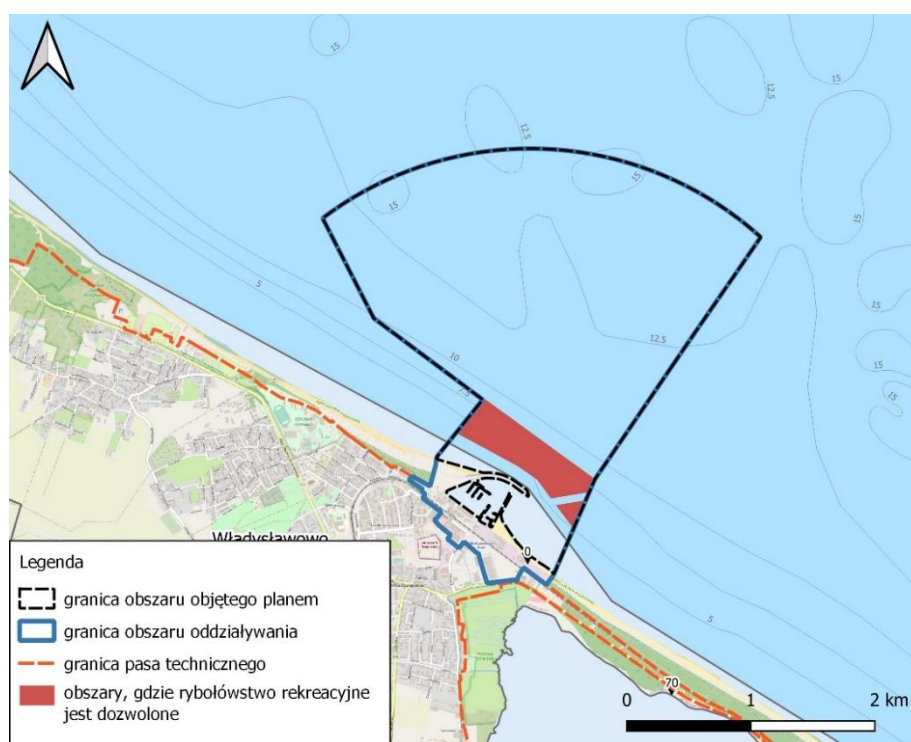 15
12.5
15
12.5
15
15
15
5
12.5
15
10
7.5
15
Władysławowo
0
5
70
Legenda
granica obszaru objętego planem
granica obszaru oddziaływania
granica pasa technicznego
obszary, gdzie rybołówstwo rekreacyjne
jest dozwolone
0 1 2 km